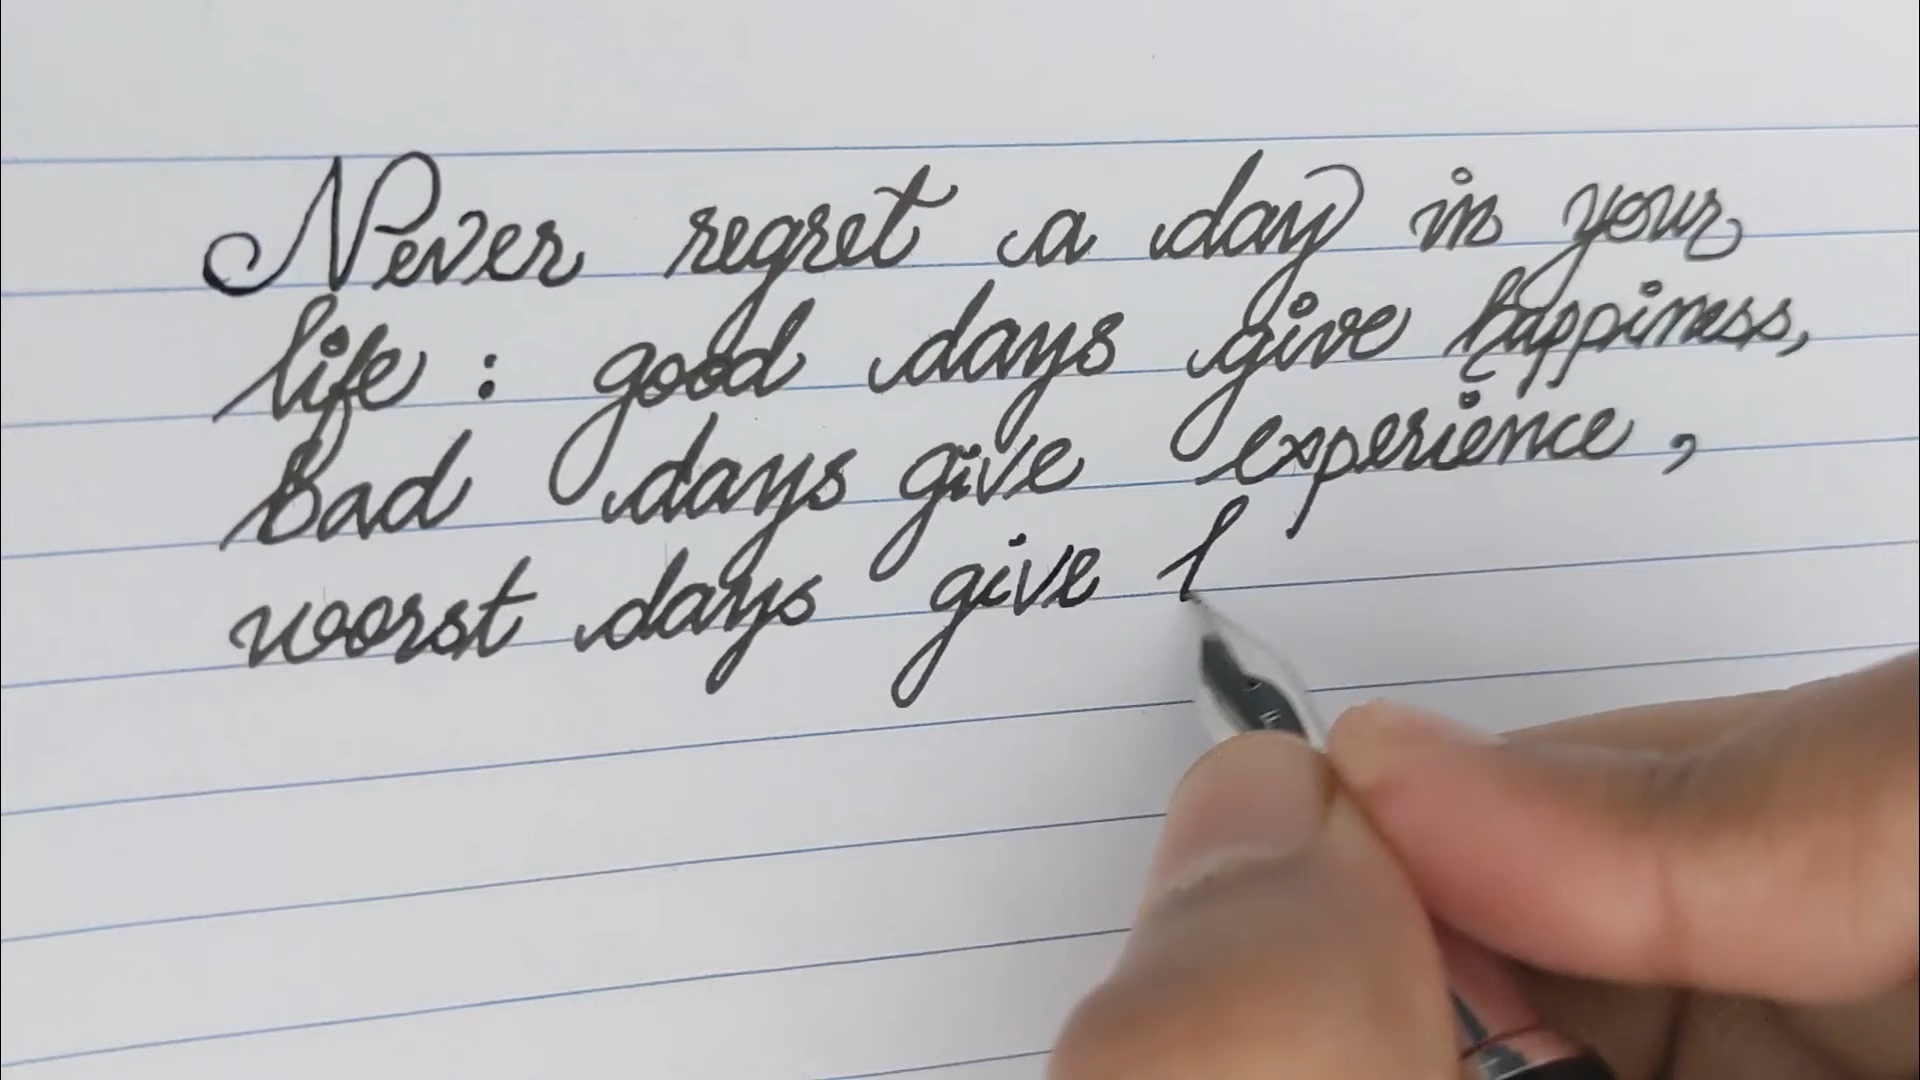 Never regret a day in your
life : good days give happiness,
bad days give experience,
worst days give l